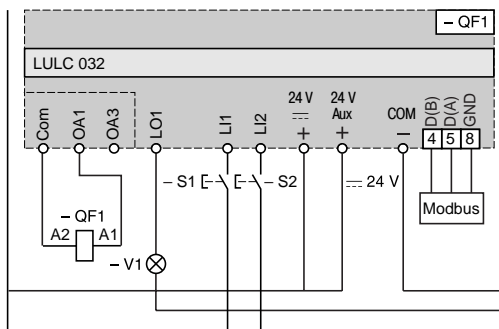 – QF1
LULC 032
Com
OA1
OA3
LO1
LI1
LI2
24 V
+
24 V
Aux
+
COM
–
D(B)
D(A)
GND
4 5 8
– S1
– S2
24 V
Modbus
– QF1
A2
A1
– V1